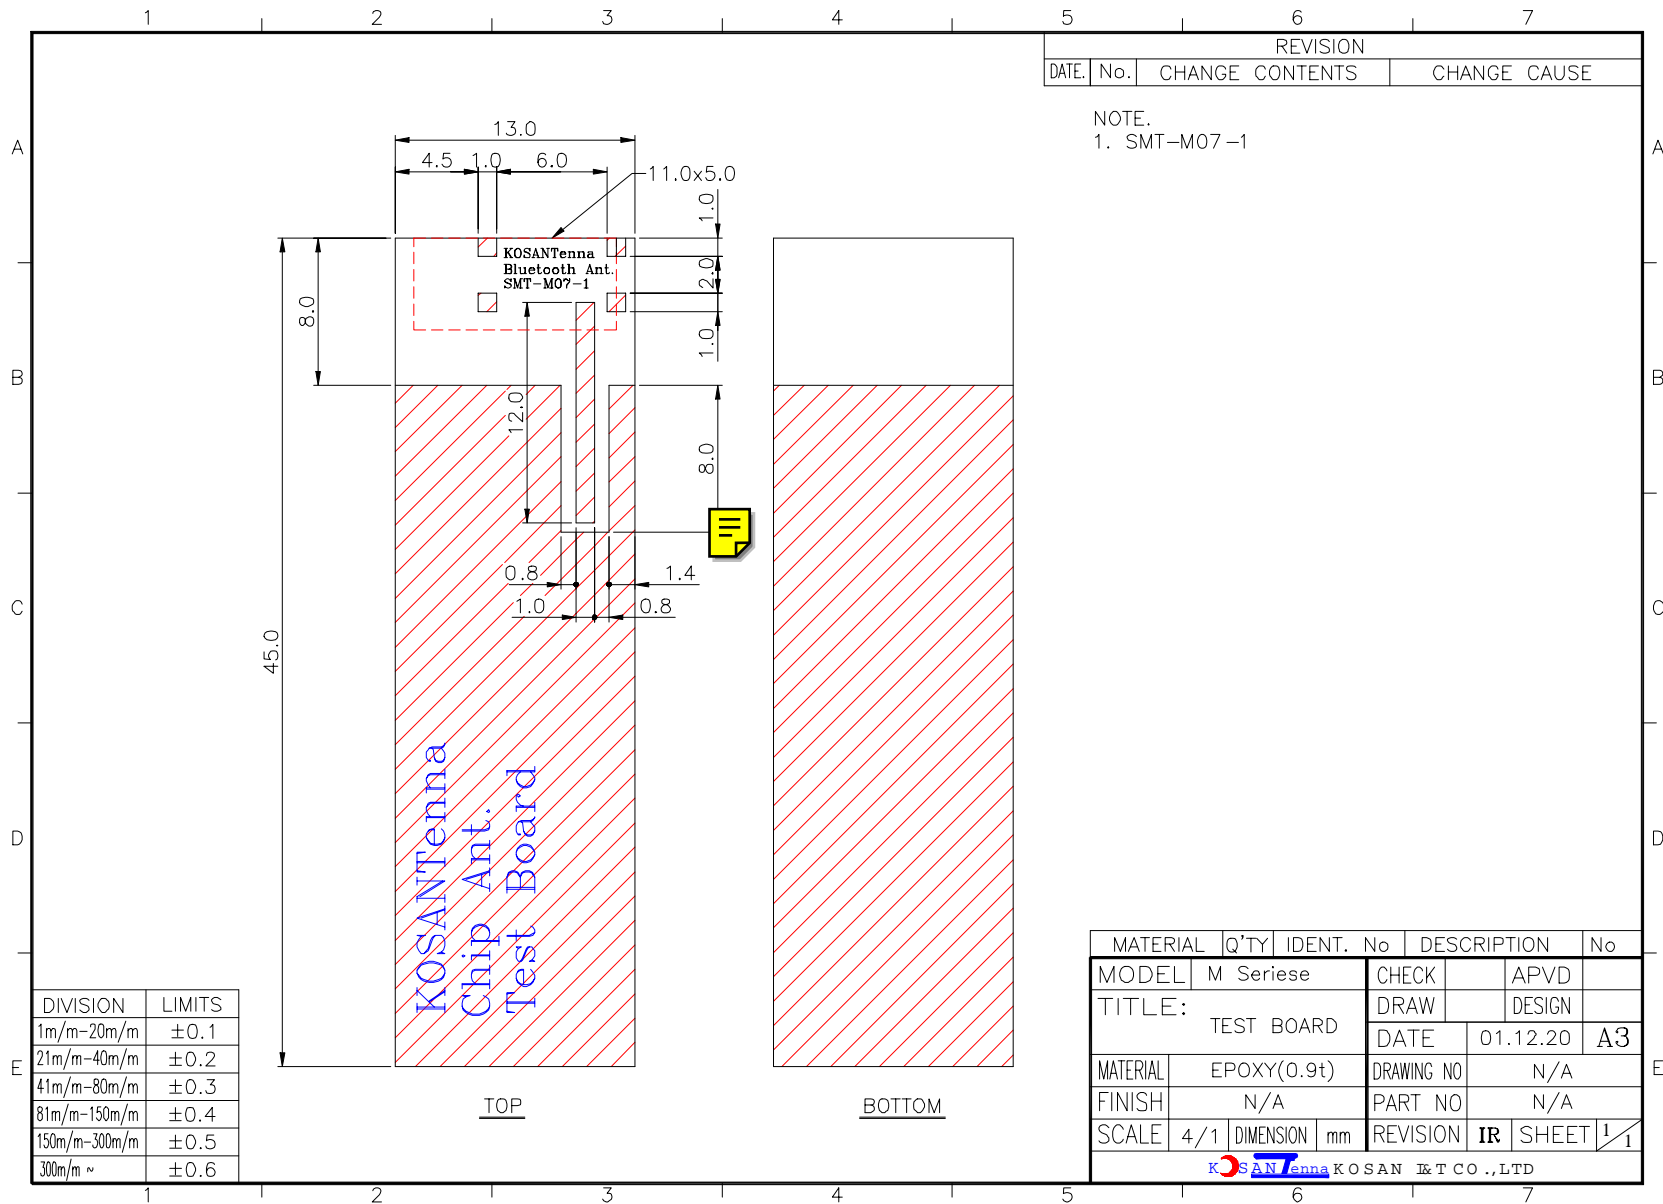 1 2 3 4 5 6 7
REVISION
DATE. No. CHANGE CONTENTS CHANGE CAUSE
NOTE.
1. SMT-M07-1
A A
B B
C C
D D
E E
13.0
4.5 1.0 6.0
11.0x5.0
1.0
2.0
1.0
8.0
8.0
12.0
45.0
KOSANTenna
Bluetooth Ant.
SMT-M07-1
0.8 1.4
1.0 0.8
KOSANTenna
Chip Ant.
Test Board
TOP
BOTTOM
DIVISION LIMITS
1m/m-20m/m ±0.1
21m/m-40m/m ±0.2
41m/m-80m/m ±0.3
81m/m-150m/m ±0.4
150m/m-300m/m ±0.5
300m/m ~ ±0.6
MATERIAL Q'TY IDENT. No DESCRIPTION No
MODEL M Seriese CHECK APVD
TITLE: TEST BOARD DRAW DESIGN
DATE 01.12.20 A3
MATERIAL EPOXY(0.9t) DRAWING NO N/A
FINISH N/A PART NO N/A
SCALE 4/1 DIMENSION mm REVISION IR SHEET 1/1
KOSANTenna KOSAN I&T CO.,LTD
1 2 3 4 5 6 7